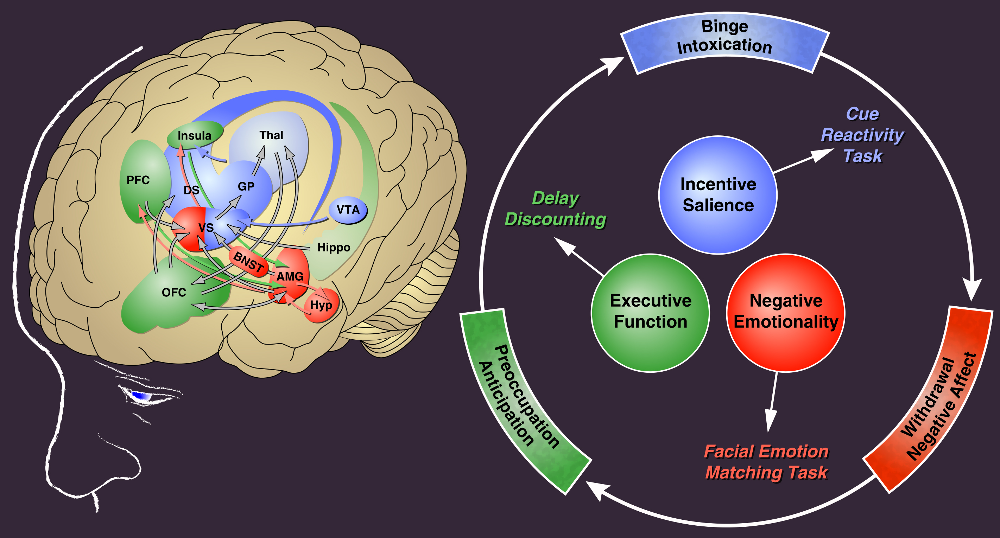 Insula
Thal
PFC
DS
GP
VTA
VS
Hippo
BNST
AMG
OFC
Hyp
Binge
Intoxication
Cue
Reactivity
Task
Incentive
Salience
Delay
Discounting
Executive
Function
Negative
Emotionality
Preoccupation
Anticipation
Withdrawal
Negative Affect
Facial Emotion
Matching Task